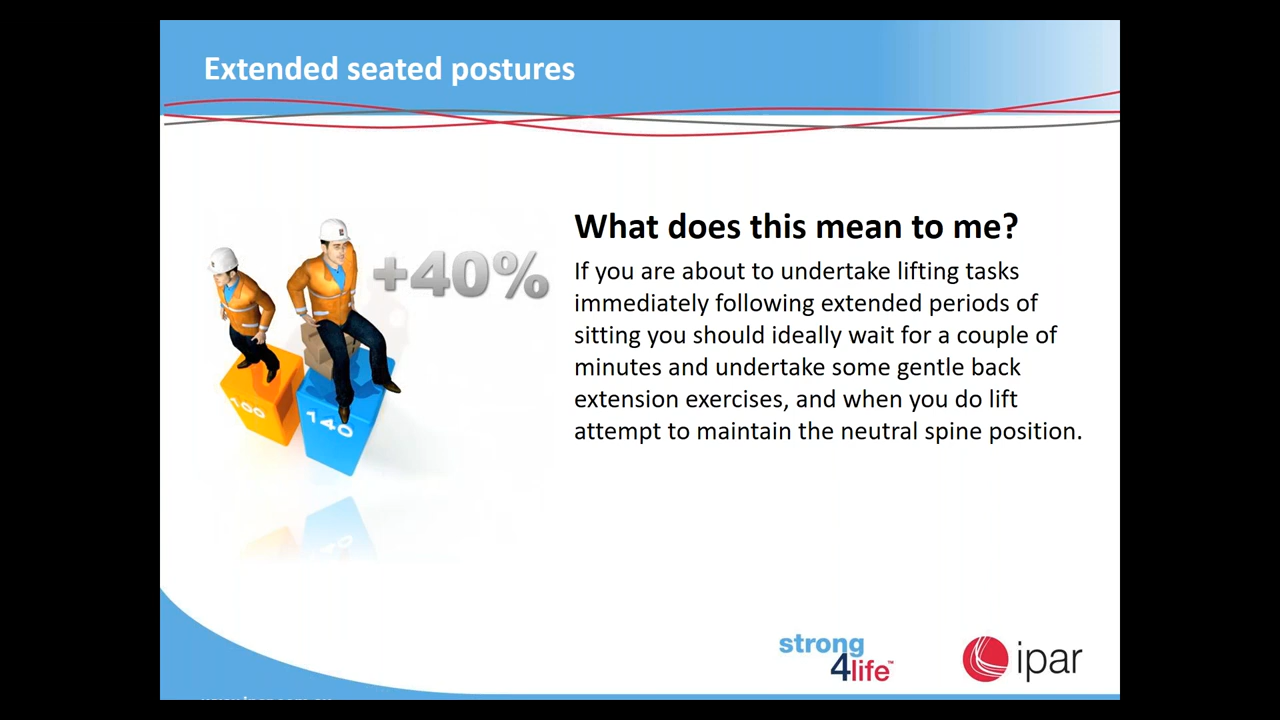 Extended seated postures
+40%
100
140
What does this mean to me?
If you are about to undertake lifting tasks
immediately following extended periods of
sitting you should ideally wait for a couple of
minutes and undertake some gentle back
extension exercises, and when you do lift
attempt to maintain the neutral spine position.
strong
4life™
ipar